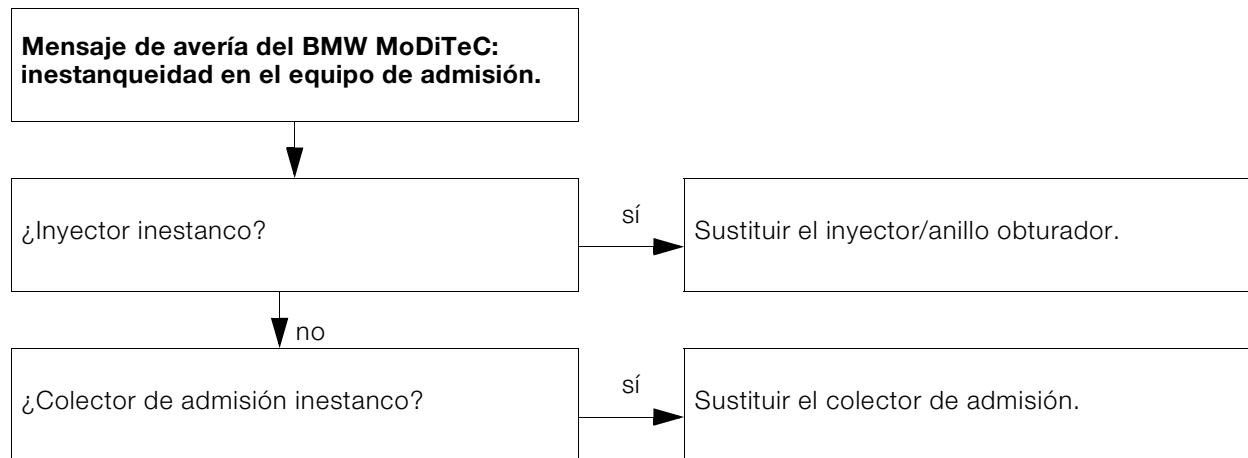 Mensaje de avería del BMW MoDiTeC:
inestanqueidad en el equipo de admisión.
¿Inyector inestanco?
sí
Sustituir el inyector/anillo obturador.
no
¿Colector de admisión inestanco?
sí
Sustituir el colector de admisión.